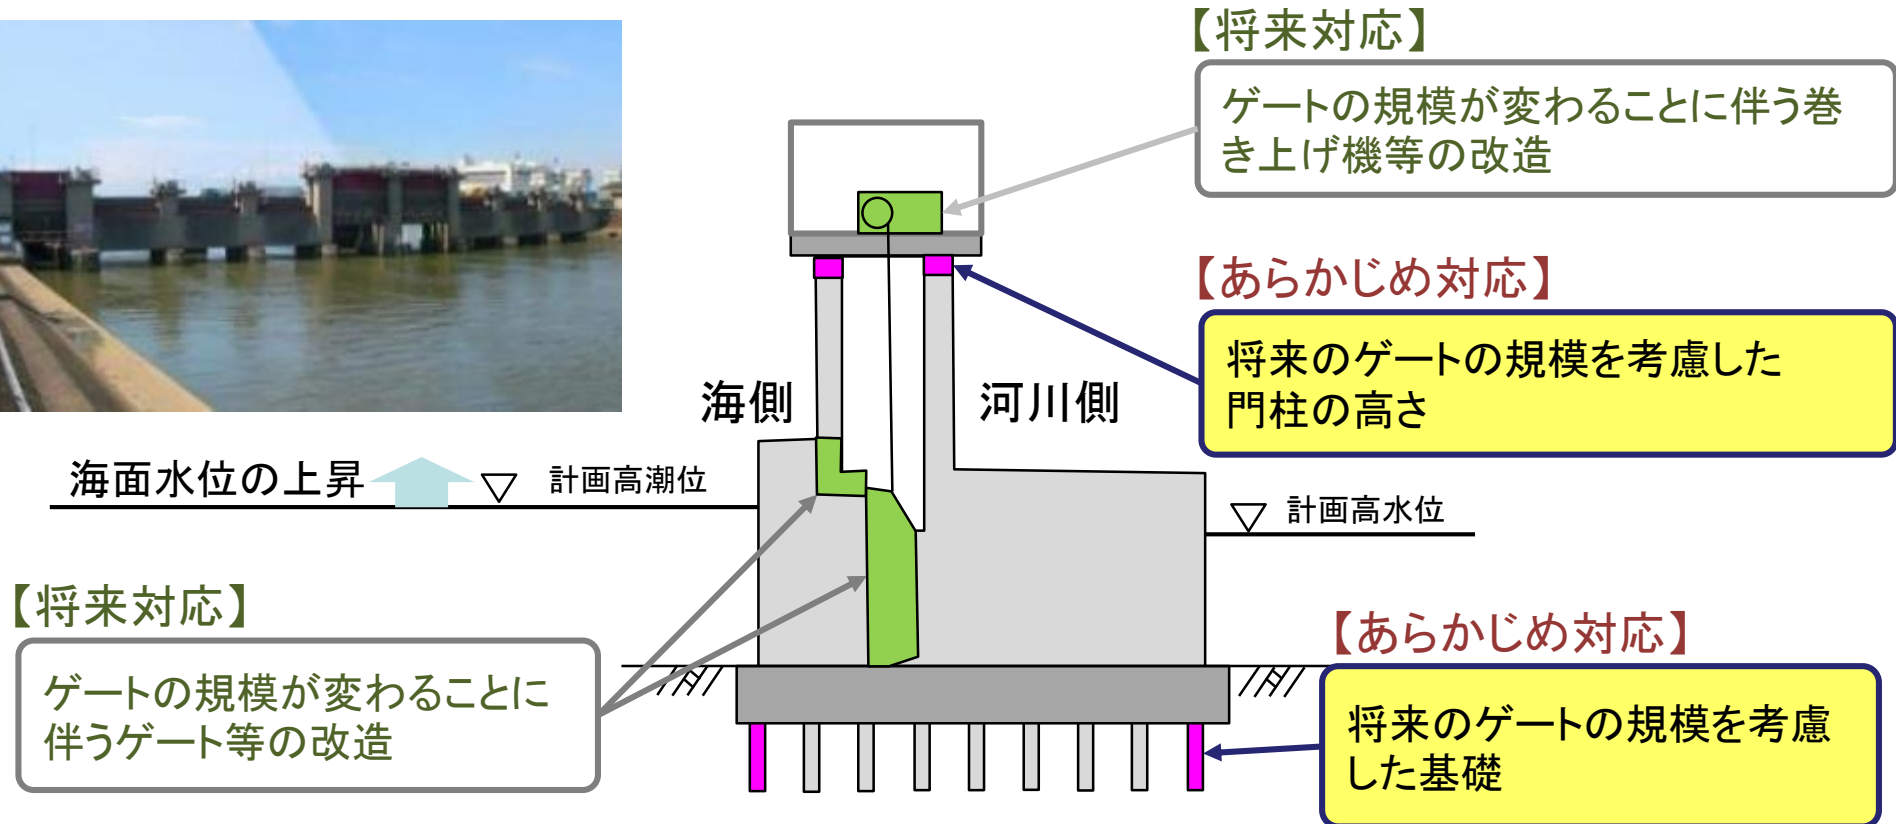 【将来対応】
ゲートの規模が変わることに伴う巻
き上げ機等の改造
【あらかじめ対応】
将来のゲートの規模を考慮した
門柱の高さ
海側
河川側
海面水位の上昇
計画高潮位
計画高水位
【将来対応】
ゲートの規模が変わることに
伴うゲート等の改造
【あらかじめ対応】
将来のゲートの規模を考慮
した基礎